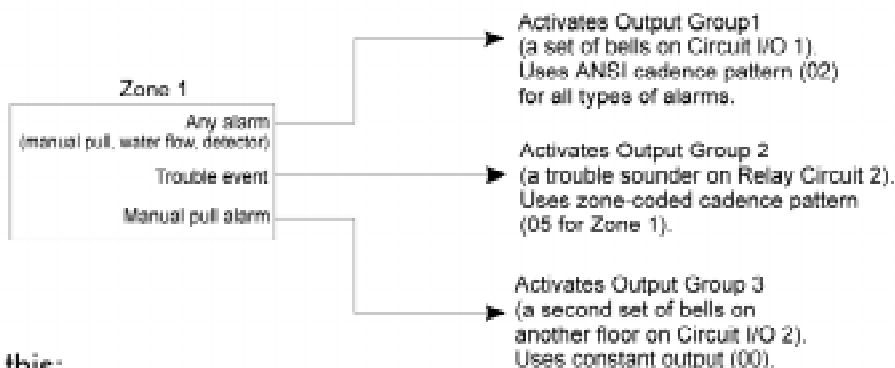 Zone 1
Any alarm
(manual pull, water flow, detector)
Trouble event
Manual pull alarm
Activates Output Group1
(a set of bells on Circuit I/O 1).
Uses ANSI cadence pattern (02)
for all types of alarms.
Activates Output Group 2
(a trouble sounder on Relay Circuit 2).
Uses zone-coded cadence pattern
(05 for Zone 1).
Activates Output Group 3
(a second set of bells on
another floor on Circuit I/O 2).
Uses constant output (00).
this: